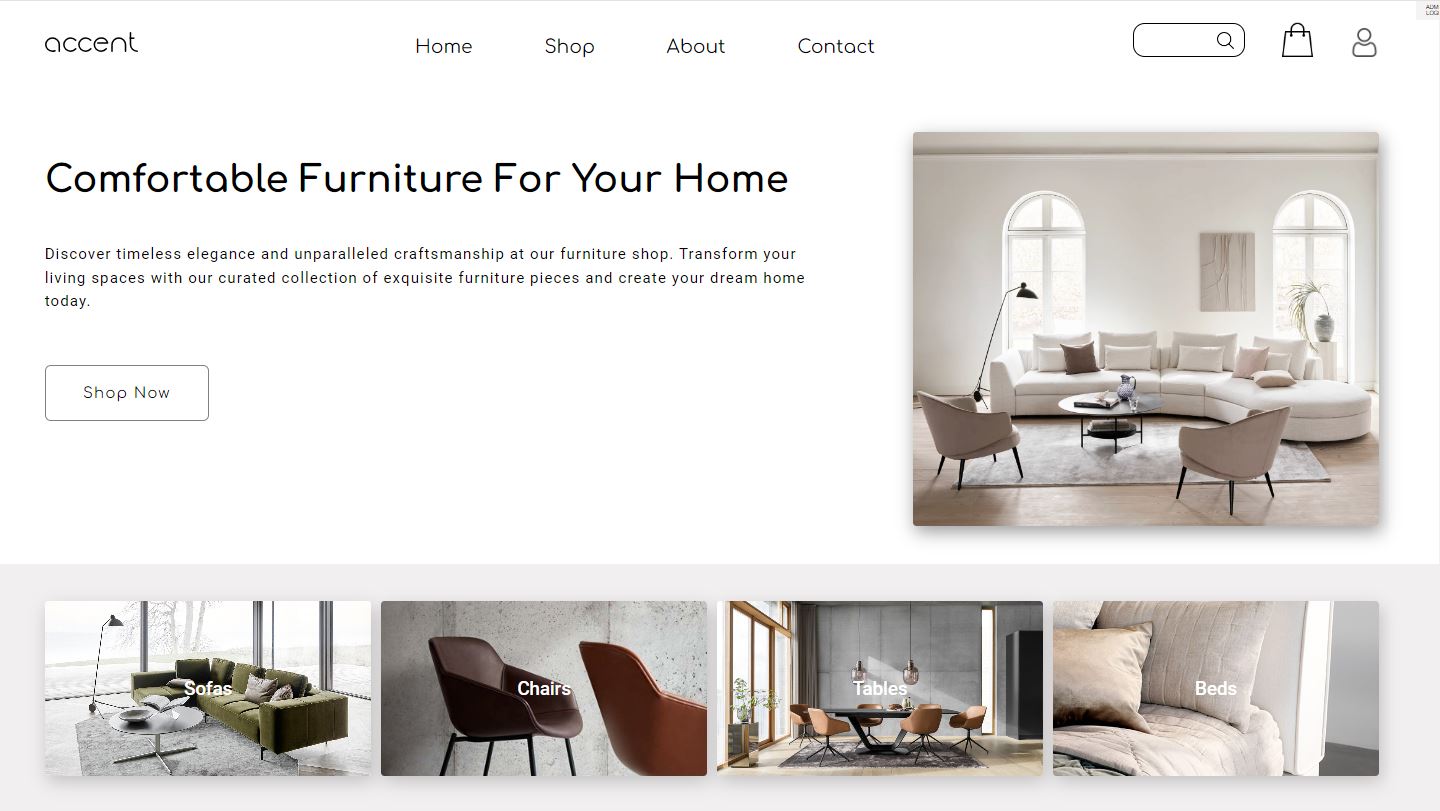 accent
Home
Shop
About
Contact
Comfortable Furniture For Your Home
Discover timeless elegance and unparalleled craftsmanship at our furniture shop. Transform your
living spaces with our curated collection of exquisite furniture pieces and create your dream home
today.
Shop Now
Sofas
Chairs
Tables
Beds